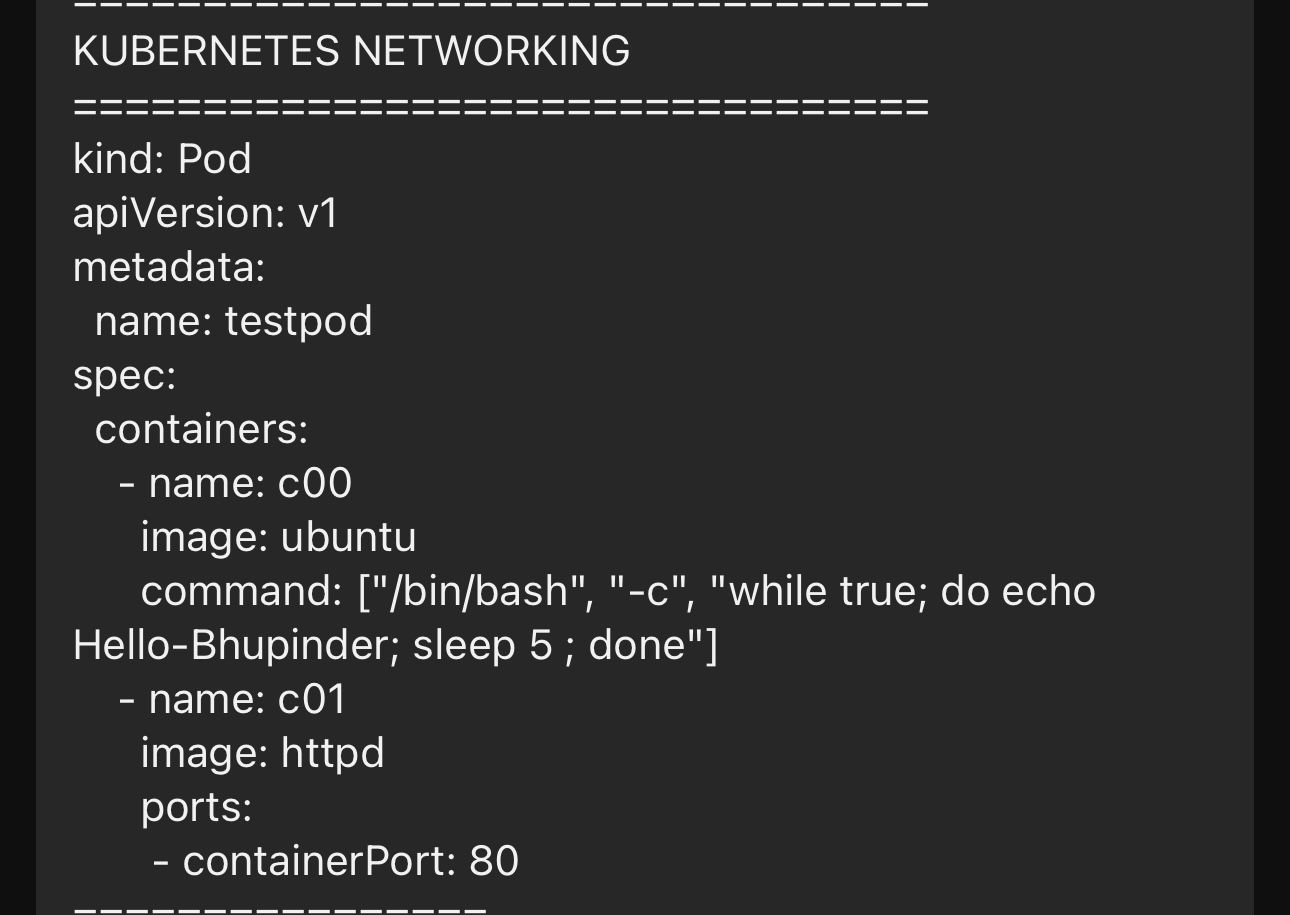 =================================
KUBERNETES NETWORKING
=================================
kind: Pod
apiVersion: v1
metadata:
  name: testpod
spec:
  containers:
    - name: c00
      image: ubuntu
      command: ["/bin/bash", "-c", "while true; do echo
Hello-Bhupinder; sleep 5 ; done"]
    - name: c01
      image: httpd
      ports:
       - containerPort: 80
================